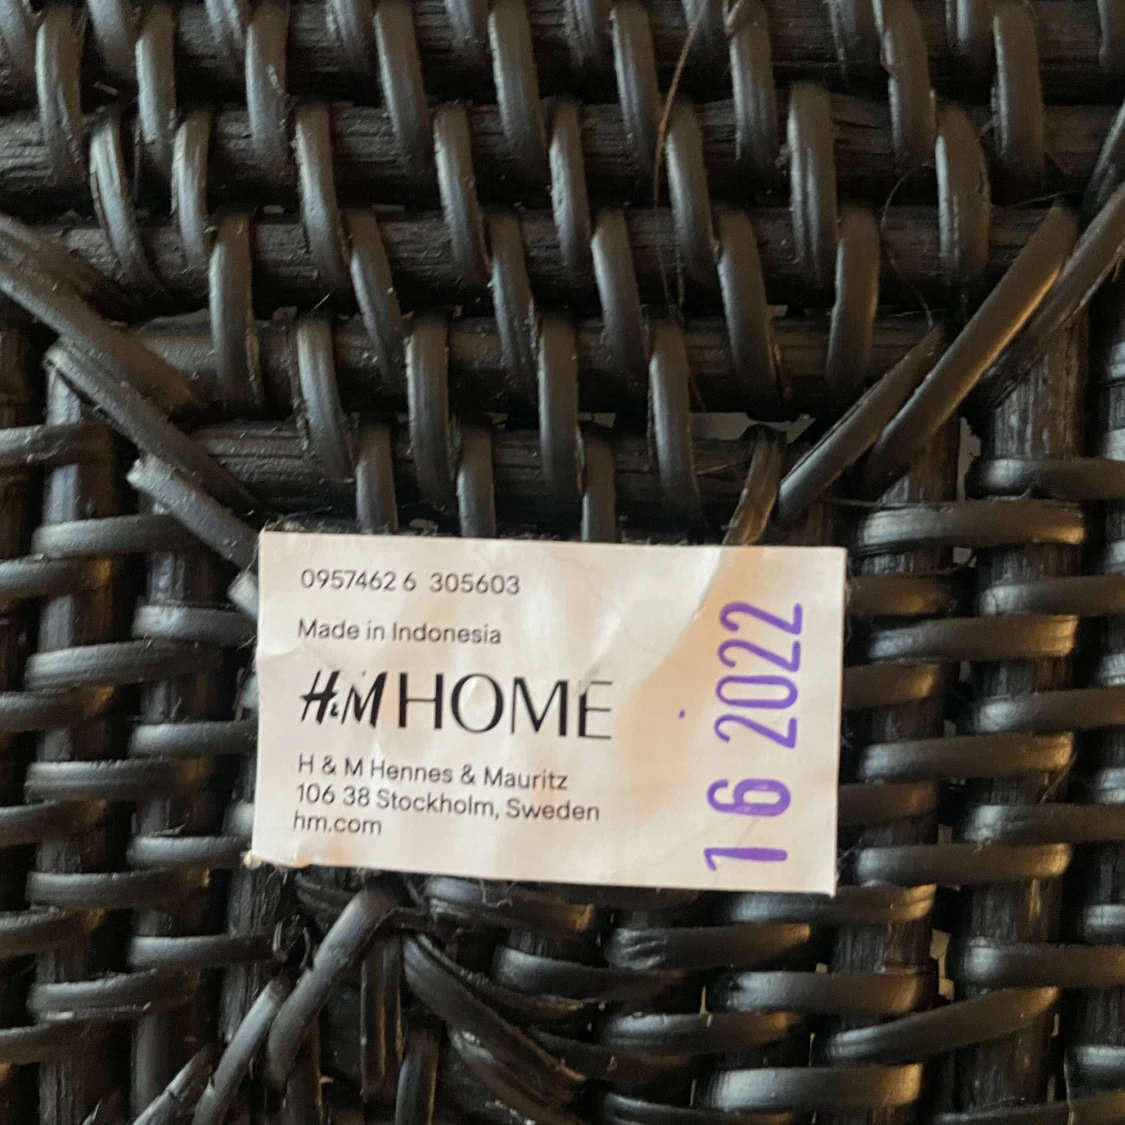 0957462 6 305603
Made in Indonesia
H&M HOME
H & M Hennes & Mauritz
106 38 Stockholm, Sweden
hm.com
16 2022